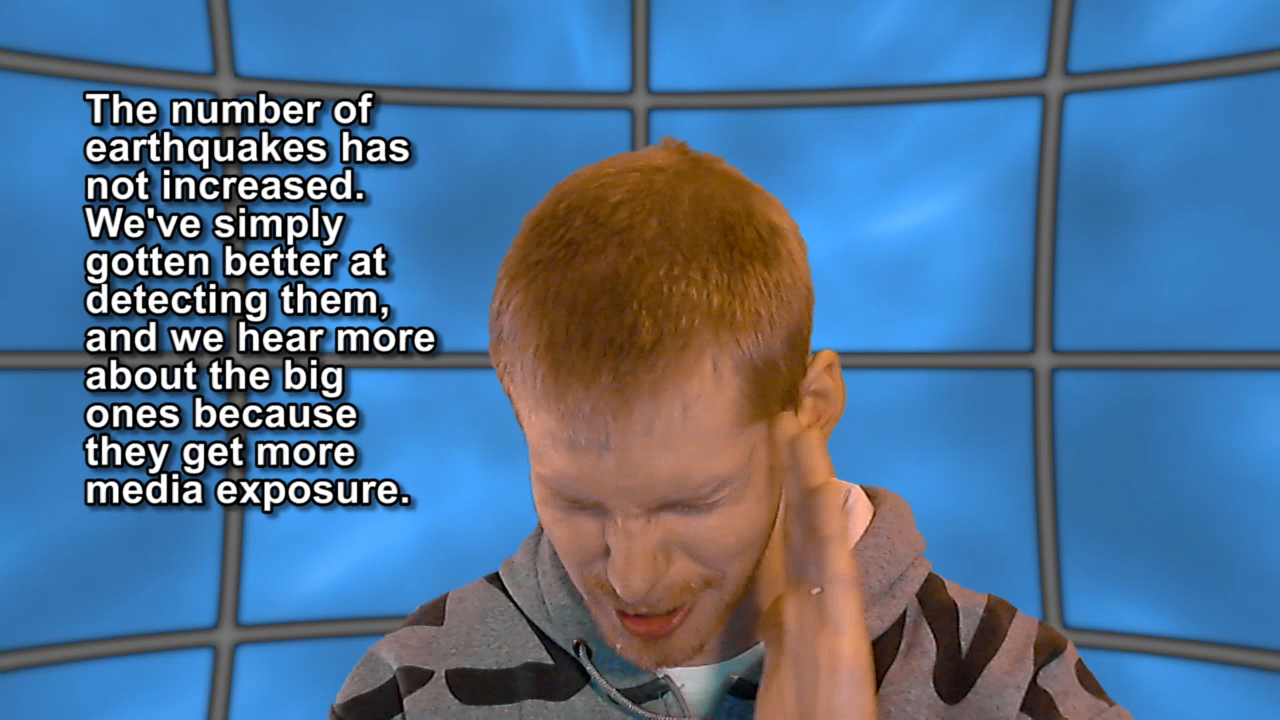 The number of
earthquakes has
not increased.
We've simply
gotten better at
detecting them,
and we hear more
about the big
ones because
they get more
media exposure.